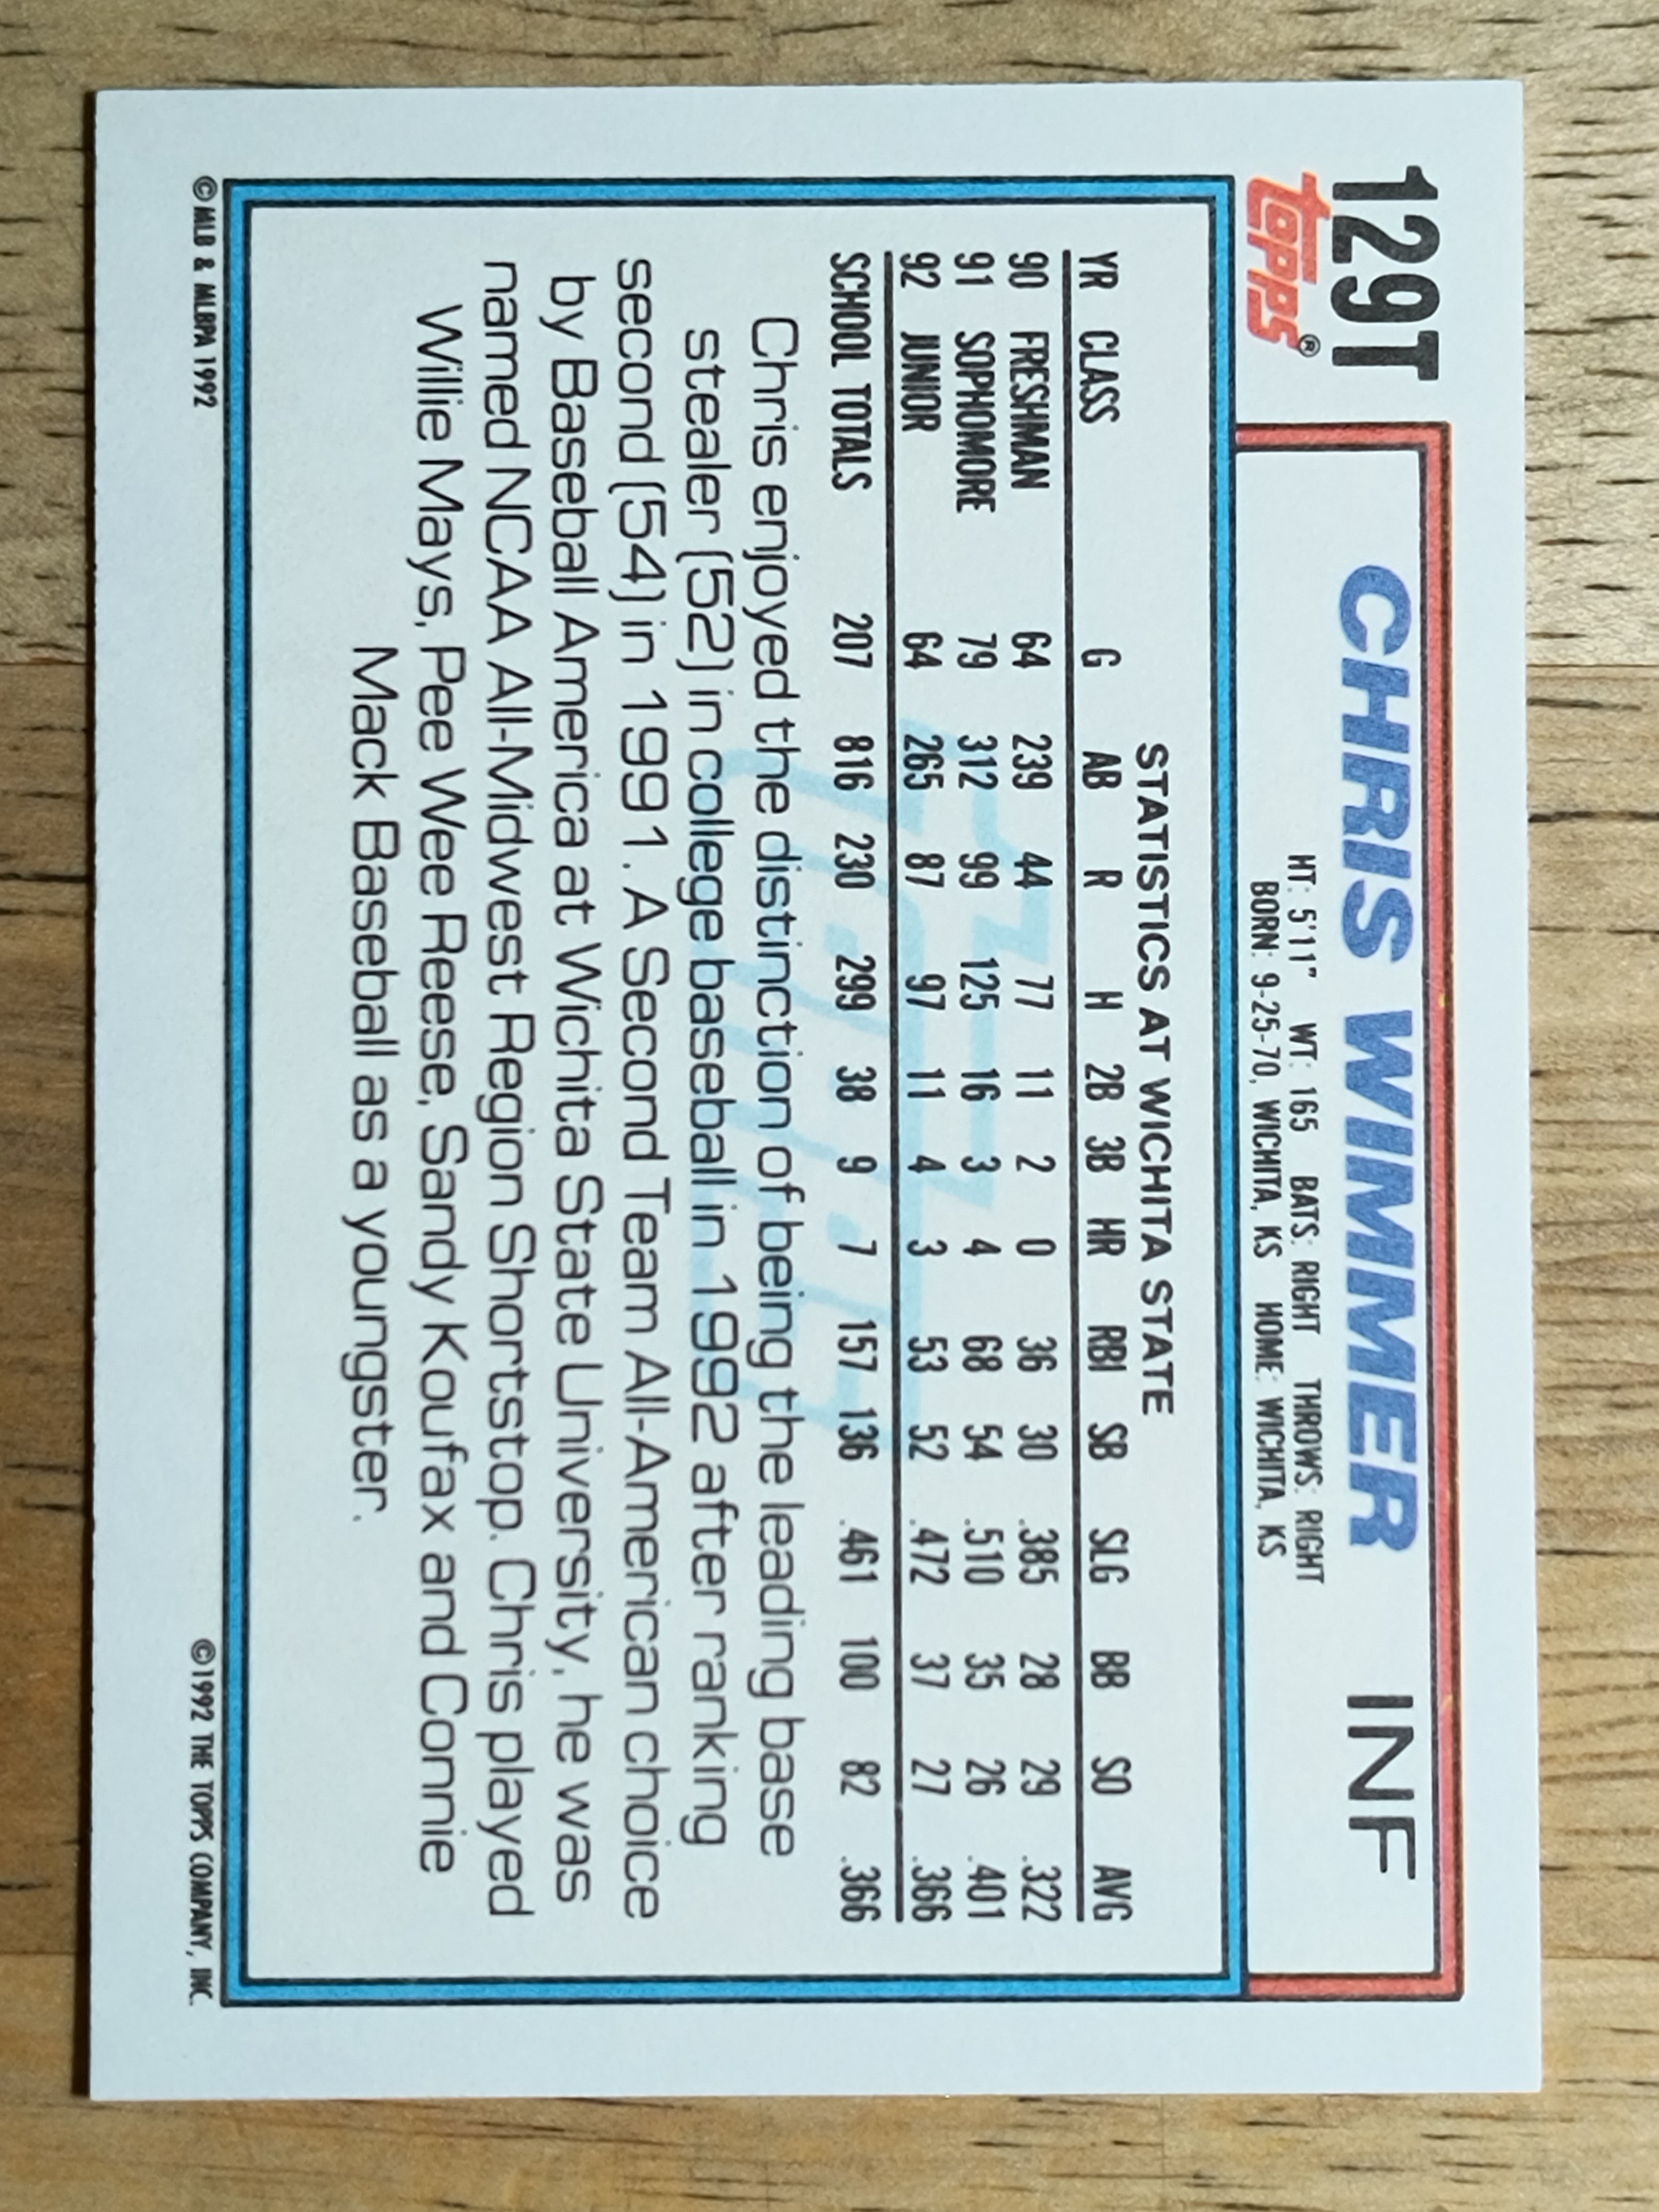 129T CHRIS WIMMER INF
Topps®
HT: 5'11" WT: 165 BATS: RIGHT THROWS: RIGHT
BORN: 9-25-70, WICHITA, KS HOME: WICHITA, KS
STATISTICS AT WICHITA STATE
YR CLASS G AB R H 2B 3B HR RBI SB SLG BB SO AVG
90 FRESHMAN 64 239 44 77 11 2 0 36 30 .385 28 29 .322
91 SOPHOMORE 79 312 99 125 16 3 4 68 54 .510 35 26 .401
92 JUNIOR 64 265 87 97 11 4 3 53 52 .472 37 27 .366
SCHOOL TOTALS 207 816 230 299 38 9 7 157 136 .461 100 82 .366
Chris enjoyed the distinction of being the leading base
stealer (52) in college baseball in 1992 after ranking
second (54) in 1991. A Second Team All-American choice
by Baseball America at Wichita State University, he was
named NCAA All-Midwest Region Shortstop. Chris played
Willie Mays, Pee Wee Reese, Sandy Koufax and Connie
Mack Baseball as a youngster.
© MLB & MLBPA 1992 ©1992 THE TOPPS COMPANY, INC.